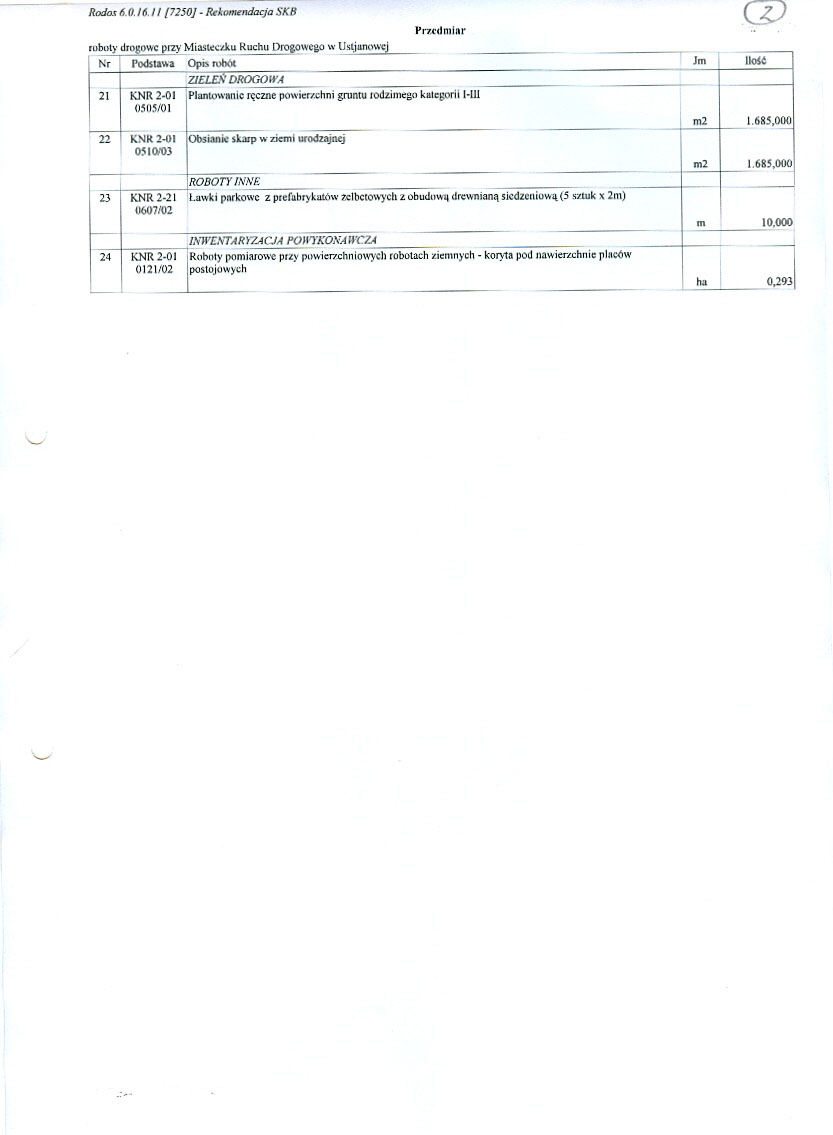 Rodos 6.0.16.11 [7250] - Rekomendacja SKB
2
Przedmiar
roboty drogowe przy Miasteczku Ruchu Drogowego w Ustjanowej
Nr Podstawa Opis robót Jm Ilość
ZIELEŃ DROGOWA
21 KNR 2-01 Plantowanie ręczne powierzchni gruntu rodzimego kategorii I-III
0505/01
m2 1.685,000
22 KNR 2-01 Obsianie skarp w ziemi urodzajnej
0510/03
m2 1.685,000
ROBOTY INNE
23 KNR 2-21 Ławki parkowe z prefabrykatów żelbetowych z obudową drewnianą siedzeniową (5 sztuk x 2m)
0607/02
m 10,000
INWENTARYZACJA POWYKONAWCZA
24 KNR 2-01 Roboty pomiarowe przy powierzchniowych robotach ziemnych - koryta pod nawierzchnie placów
0121/02 postojowych
ha 0,293